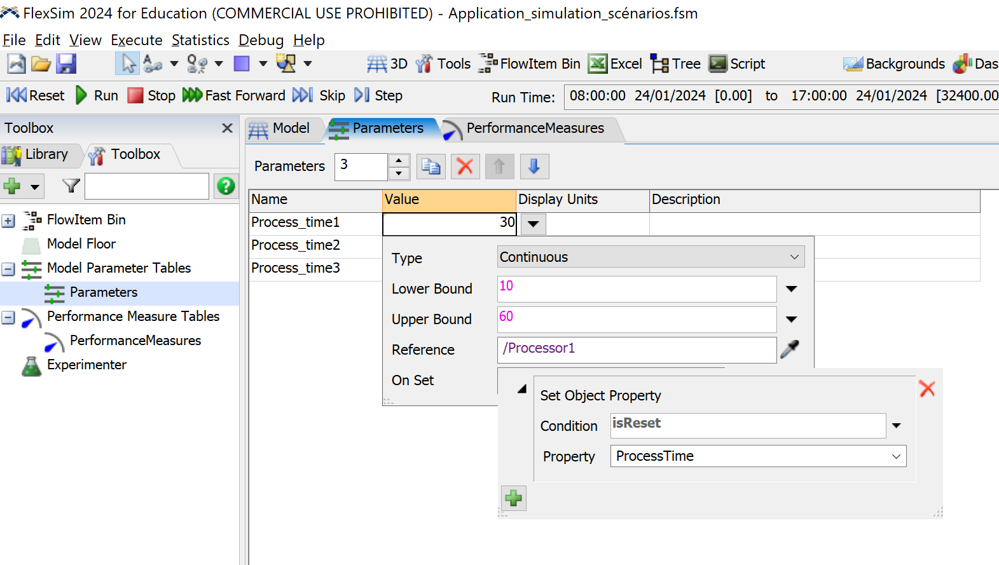 FlexSim 2024 for Education (COMMERCIAL USE PROHIBITED) - Application_simulation_scénarios.fsm
File Edit View Execute Statistics Debug Help
3D Tools FlowItem Bin Excel Tree Script Backgrounds Das
Reset Run Stop Fast Forward Skip Step Run Time: 08:00:00 24/01/2024 [0.00] to 17:00:00 24/01/2024 [32400.00
Toolbox
Model Parameters PerformanceMeasures
Library Toolbox
Parameters 3
Name Value Display Units Description
FlowItem Bin
Model Floor
Model Parameter Tables
Parameters
Performance Measure Tables
PerformanceMeasures
Experimenter
Process_time1 30
Process_time2
Process_time3
Type Continuous
Lower Bound 10
Upper Bound 60
Reference /Processor1
On Set
Set Object Property
Condition isReset
Property ProcessTime